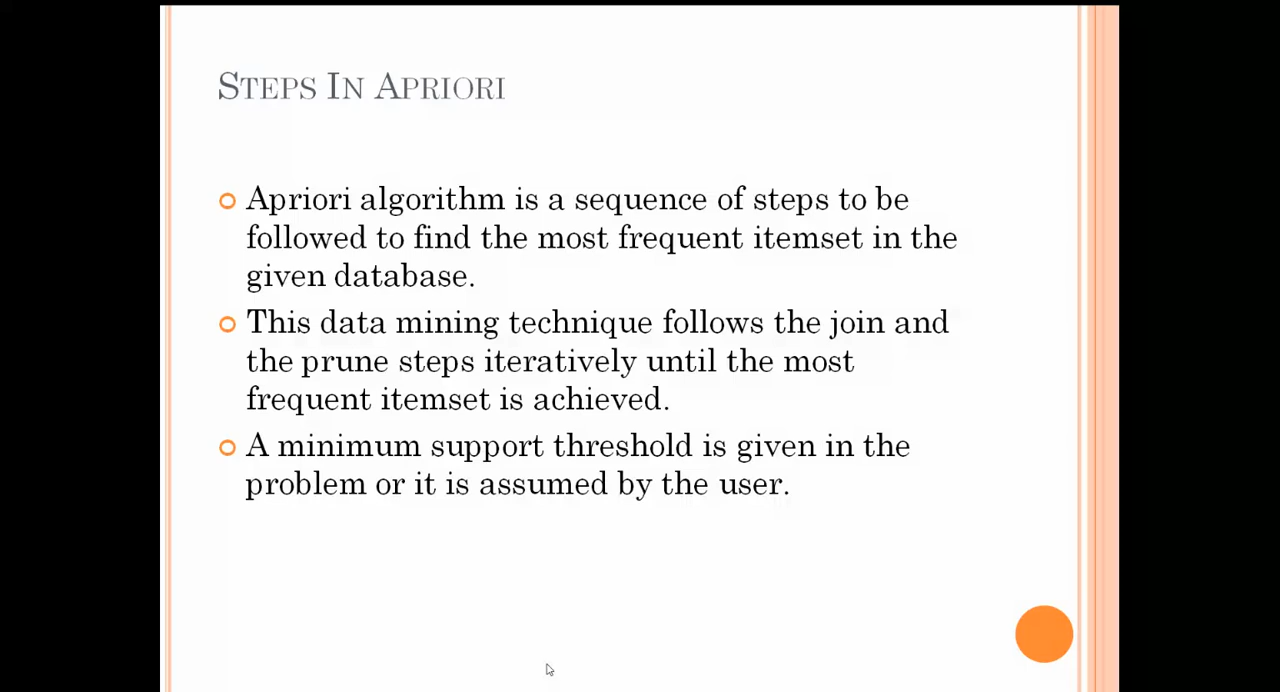 STEPS IN APRIORI
Apriori algorithm is a sequence of steps to be
followed to find the most frequent itemset in the
given database.
This data mining technique follows the join and
the prune steps iteratively until the most
frequent itemset is achieved.
A minimum support threshold is given in the
problem or it is assumed by the user.